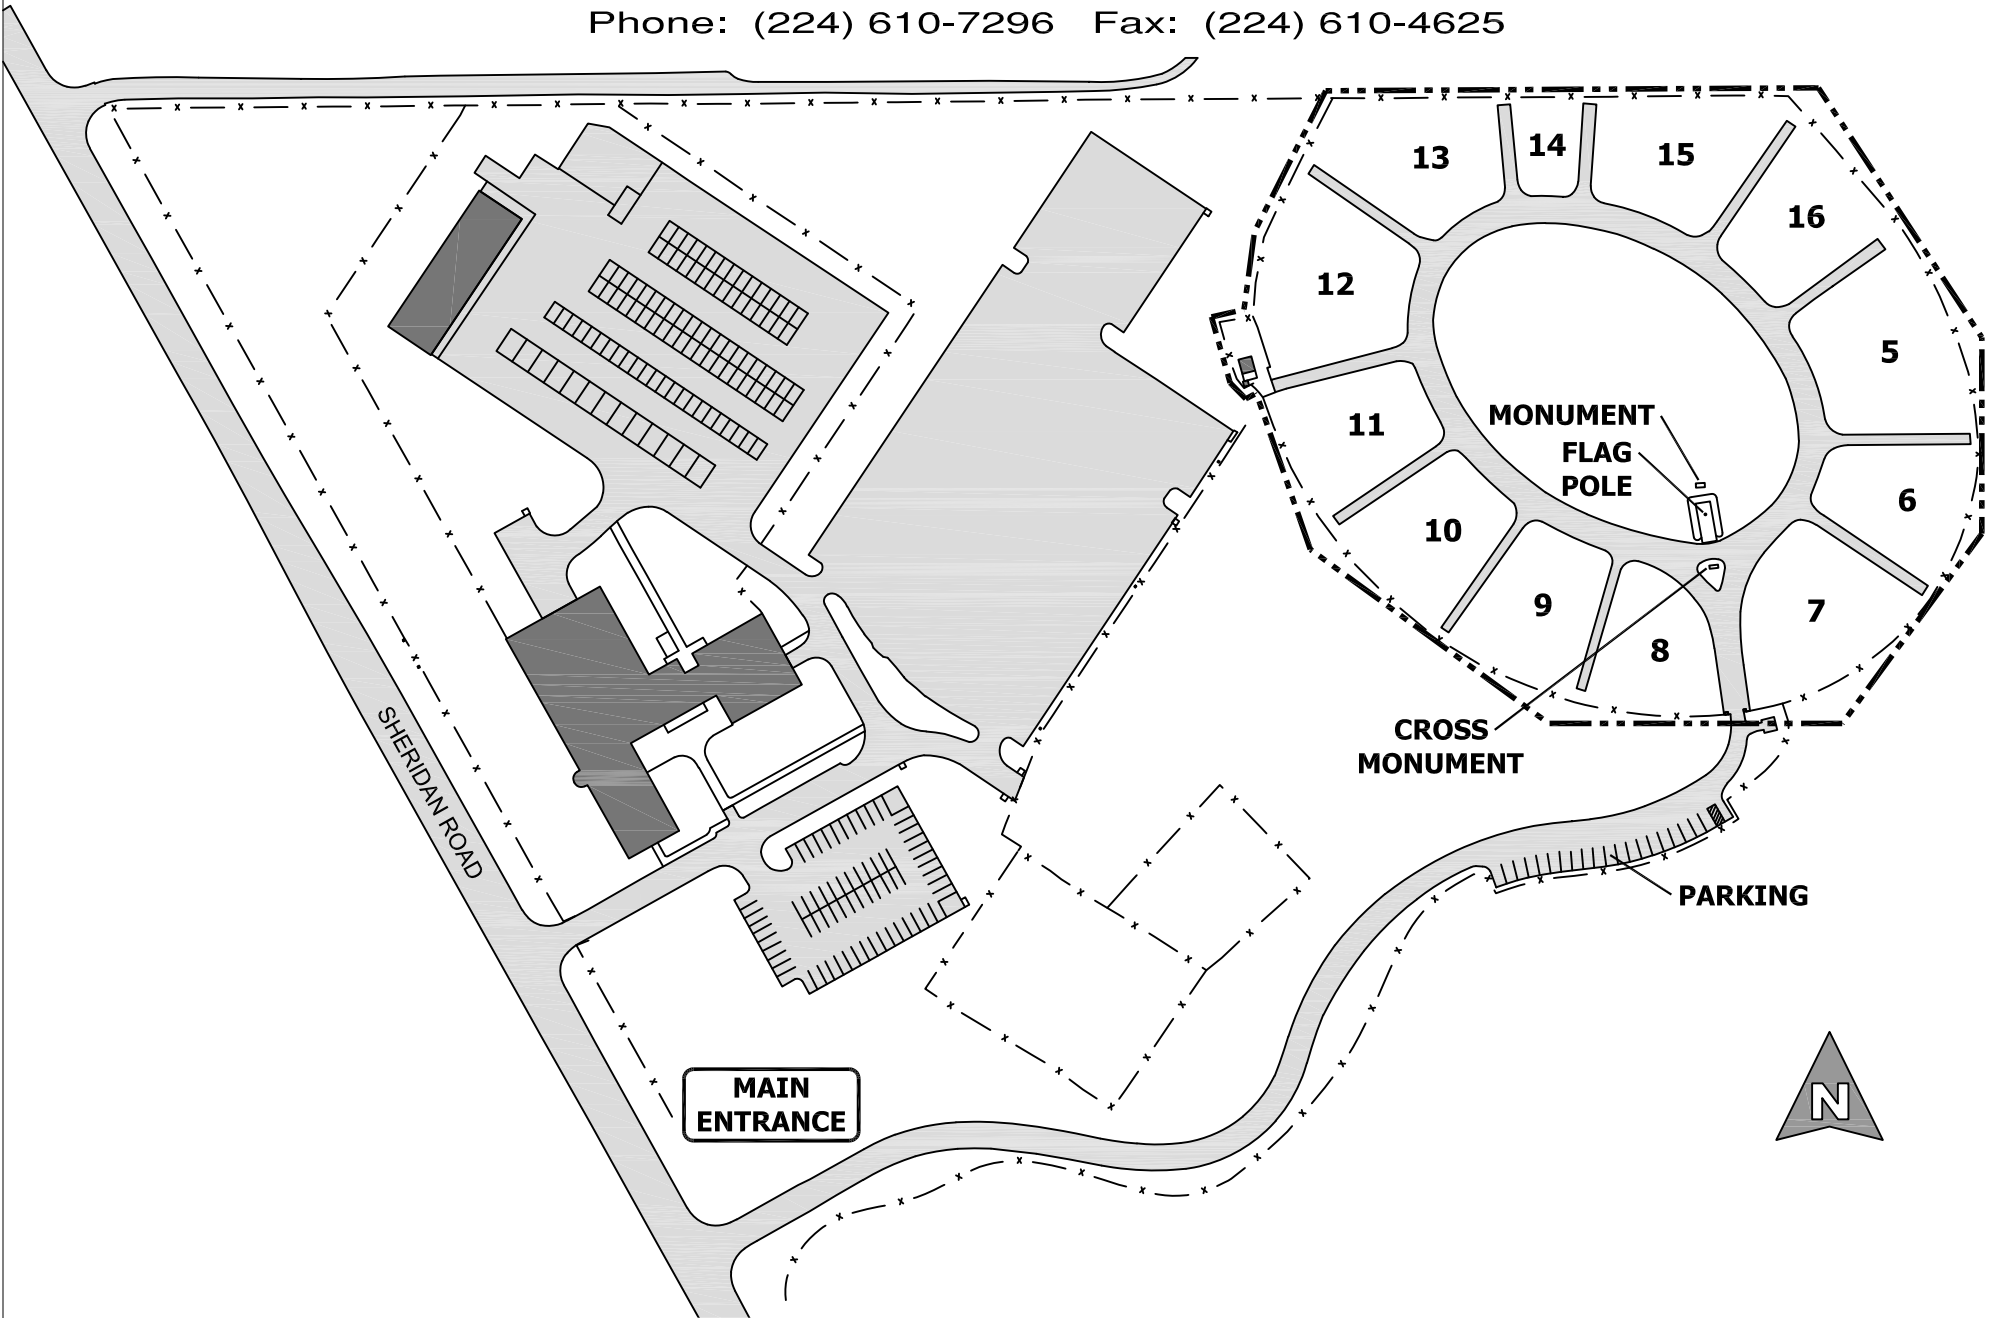 Phone: (224) 610-7296 Fax: (224) 610-4625
13
14
15
16
12
5
11
MONUMENT
FLAG
POLE
6
10
9
8
7
CROSS
MONUMENT
SHERIDAN ROAD
PARKING
MAIN
ENTRANCE
N